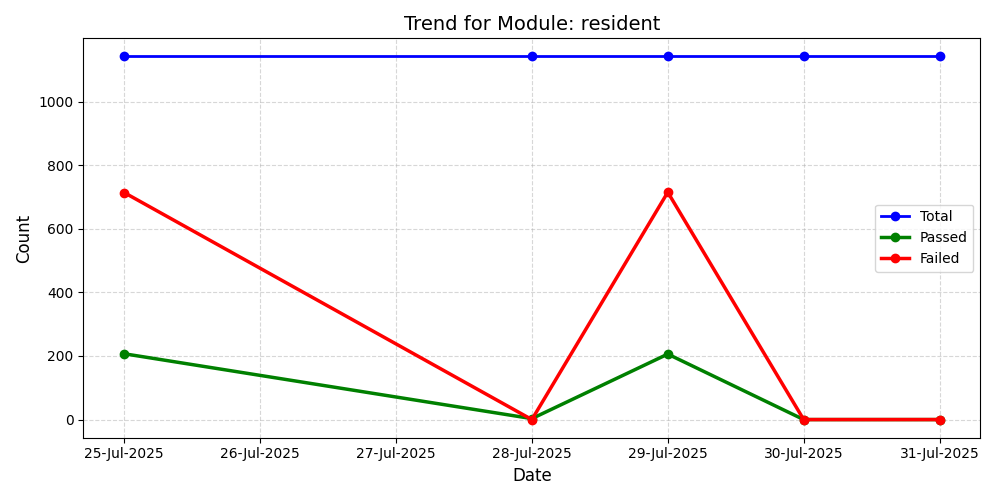 Trend for Module: resident
Count
1000
800
600
400
200
0
Total
Passed
Failed
25-Jul-2025 26-Jul-2025 27-Jul-2025 28-Jul-2025 29-Jul-2025 30-Jul-2025 31-Jul-2025
Date